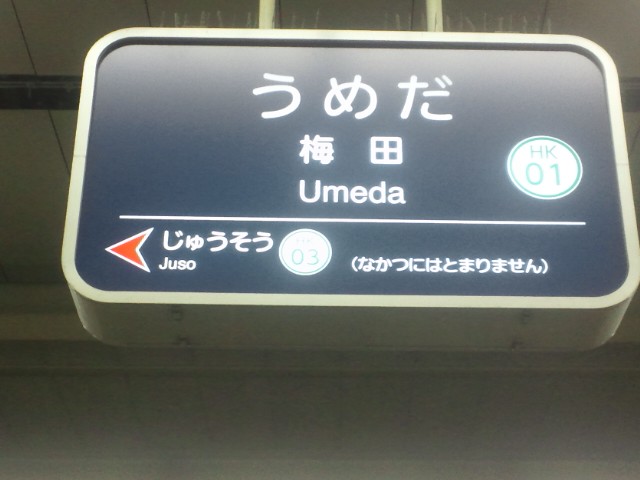 うめだ
梅田
Umeda
HK
01
じゅうそう
Juso
HK
03
(なかつにはとまりません)